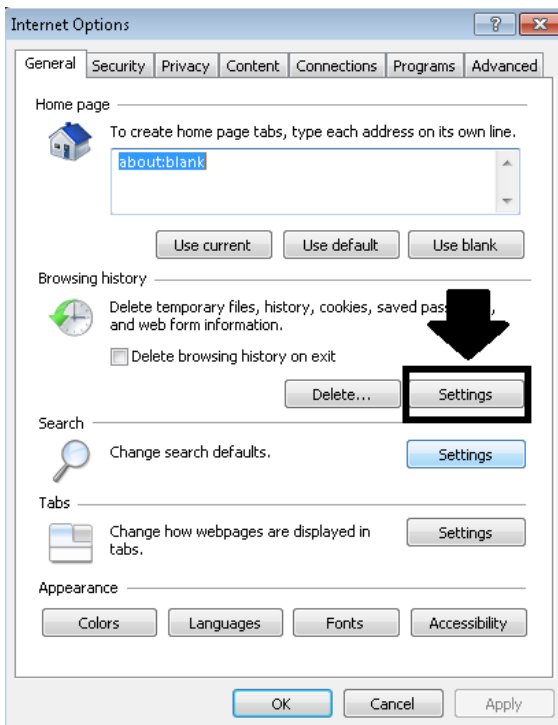 Internet Options
General Security Privacy Content Connections Programs Advanced
Home page
To create home page tabs, type each address on its own line.
about:blank
Use current Use default Use blank
Browsing history
Delete temporary files, history, cookies, saved
and web form information.
Delete browsing history on exit
Delete... Settings
Search
Change search defaults.
Settings
Tabs
Change how webpages are displayed in
tabs.
Settings
Appearance
Colors Languages Fonts Accessibility
OK Cancel Apply